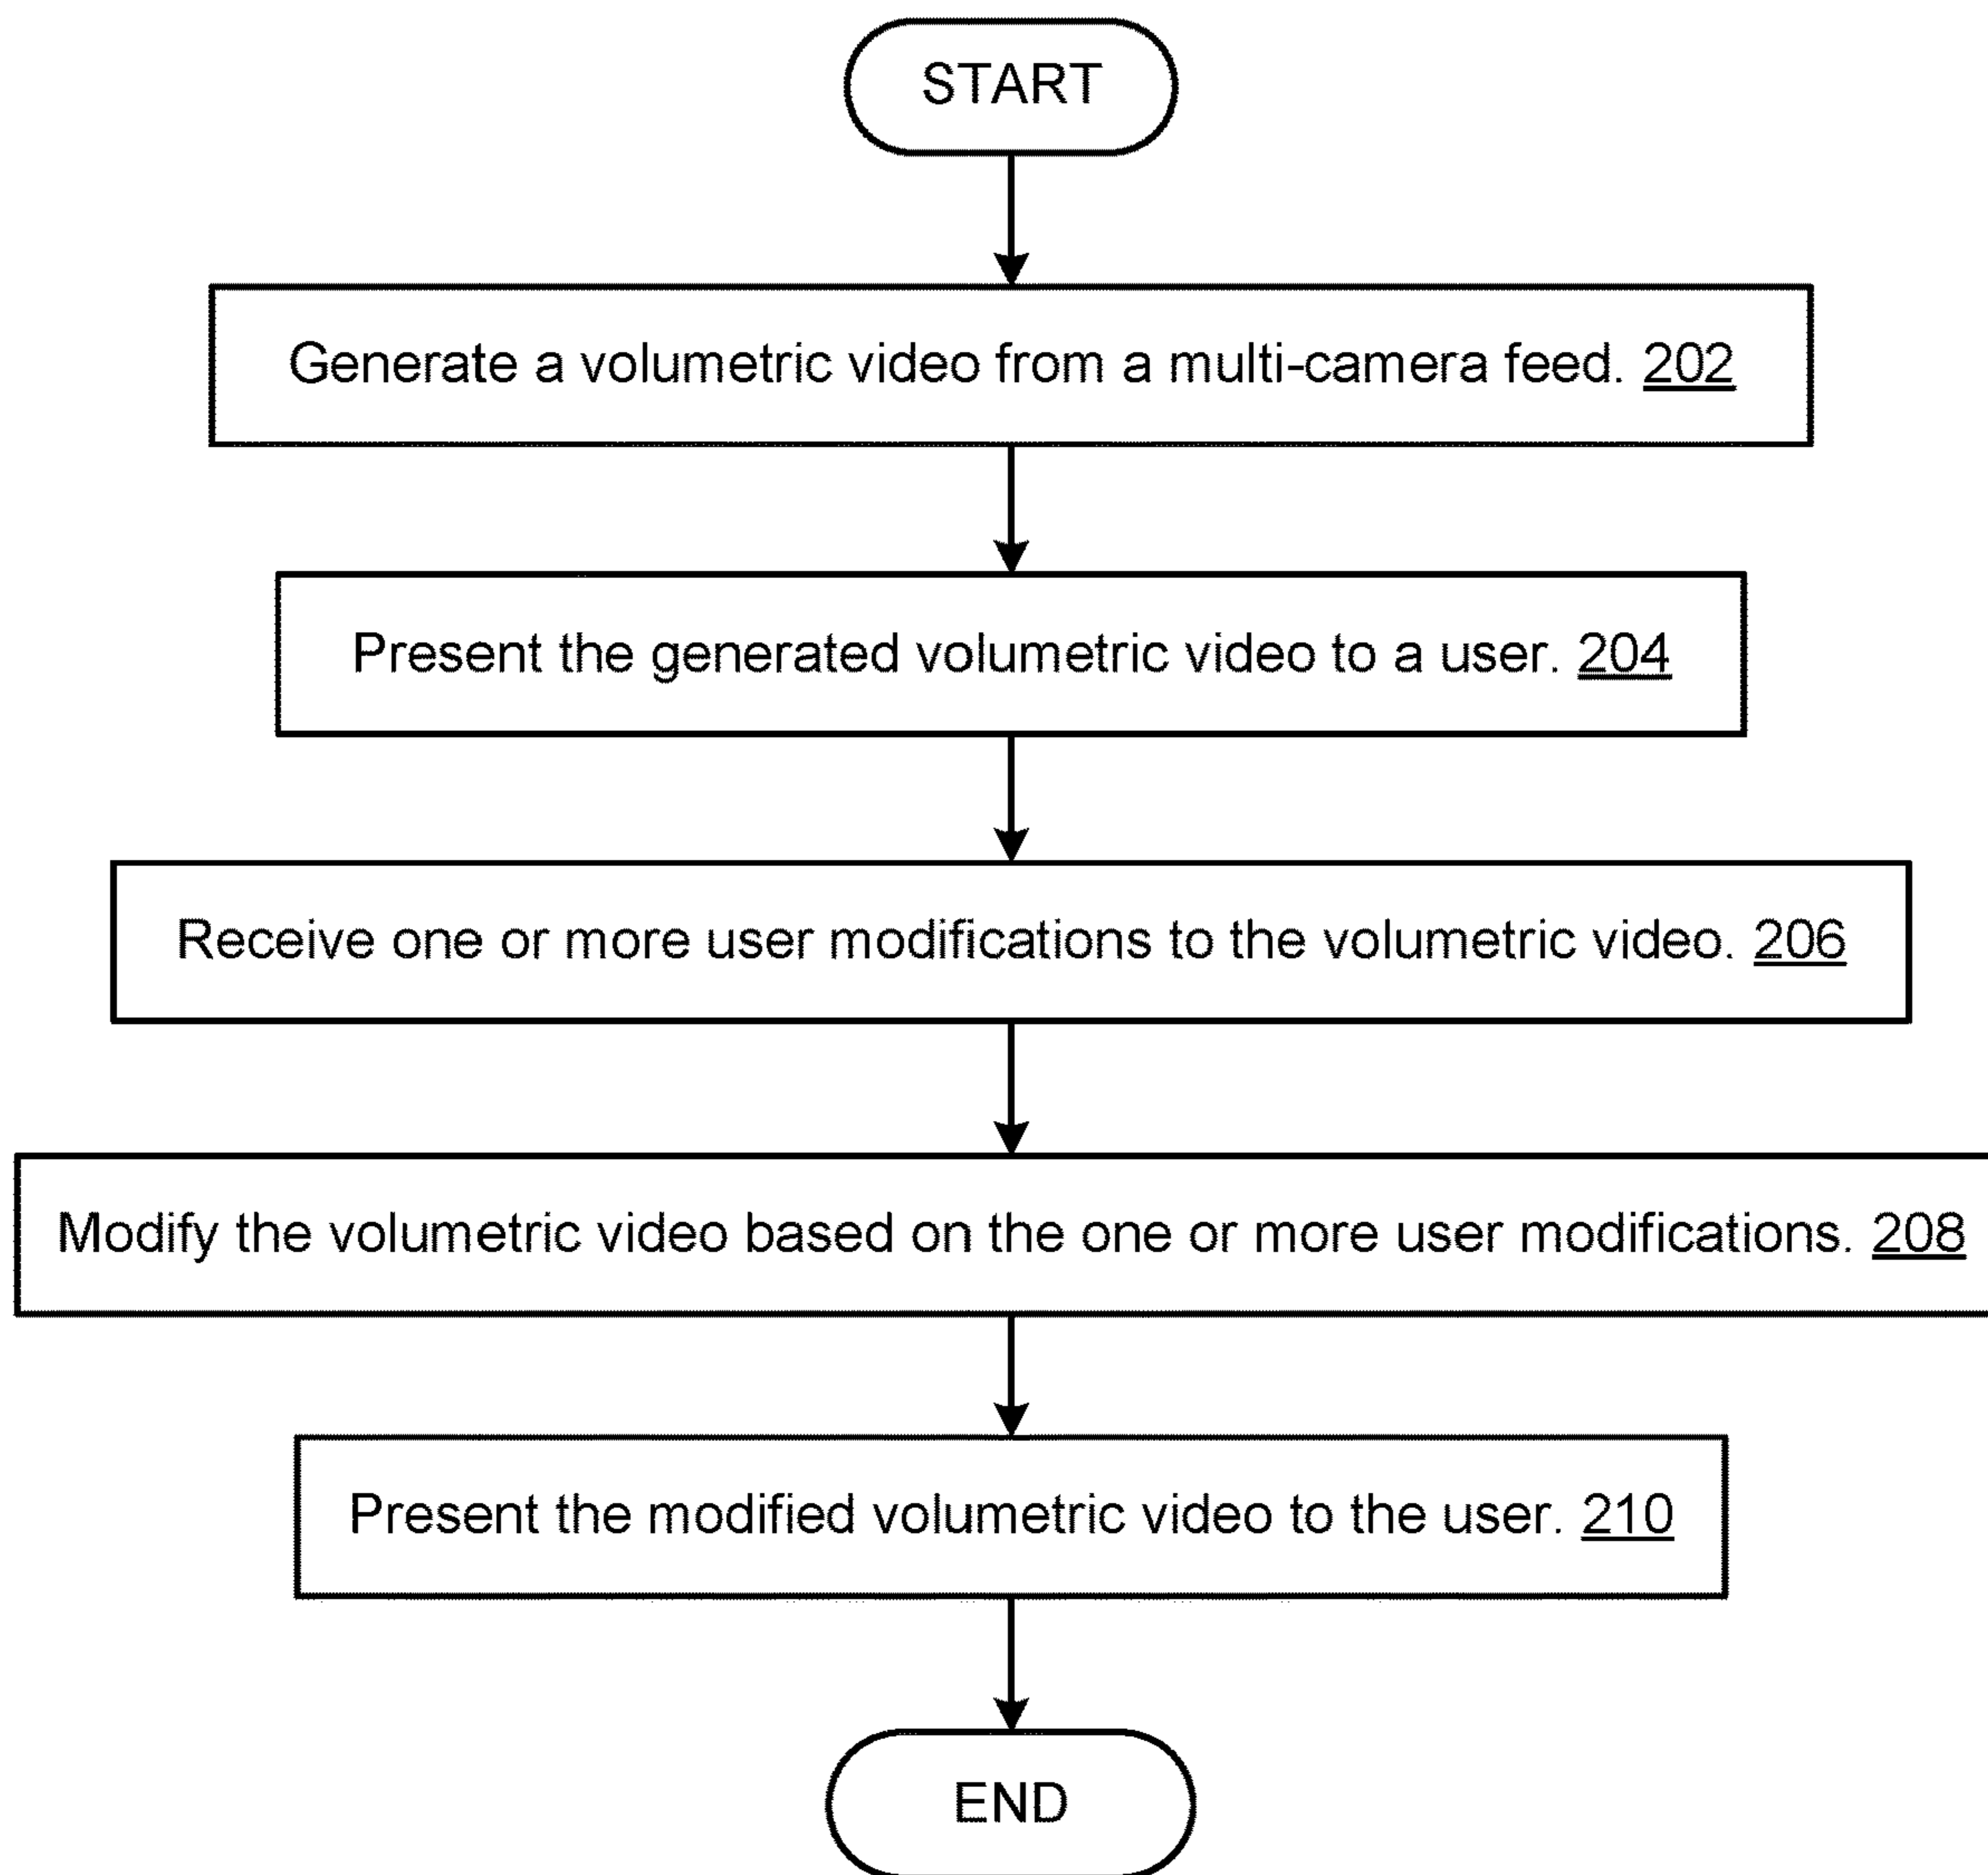 START
Generate a volumetric video from a multi-camera feed. 202
Present the generated volumetric video to a user. 204
Receive one or more user modifications to the volumetric video. 206
Modify the volumetric video based on the one or more user modifications. 208
Present the modified volumetric video to the user. 210
END